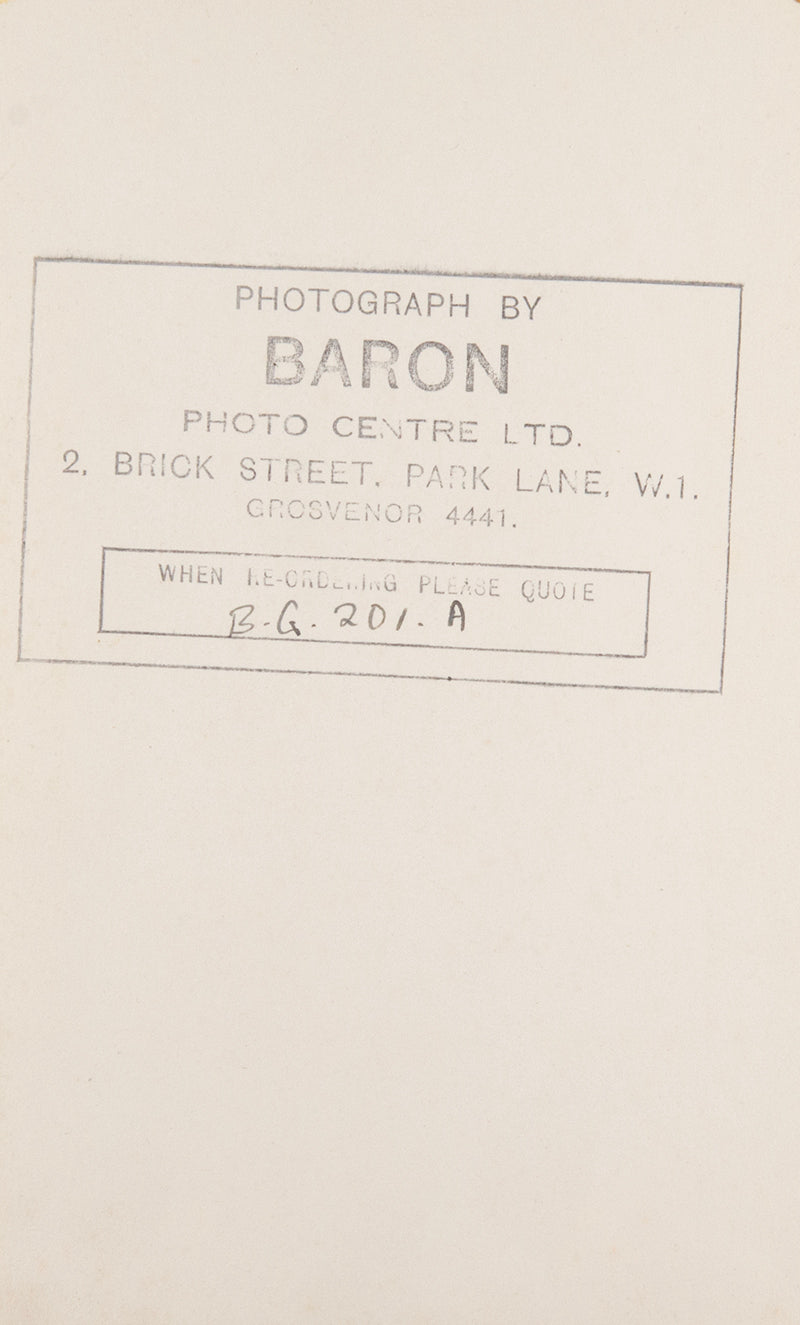 PHOTOGRAPH BY
BARON
PHOTO CENTRE LTD.
2, BRICK STREET, PARK LANE, W.1.
GROSVENOR 4441.
WHEN RE-ORDERING PLEASE QUOTE
B.G. 201. A